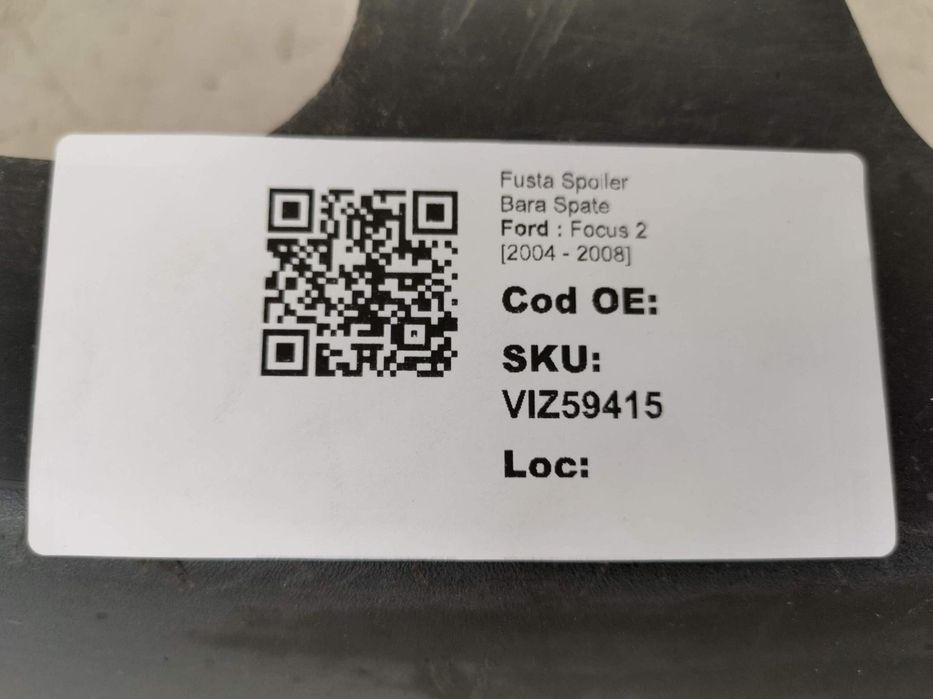 Fusta Spoiler
Bara Spate
Ford : Focus 2
[2004 - 2008]
Cod OE:
SKU:
VIZ59415
Loc: